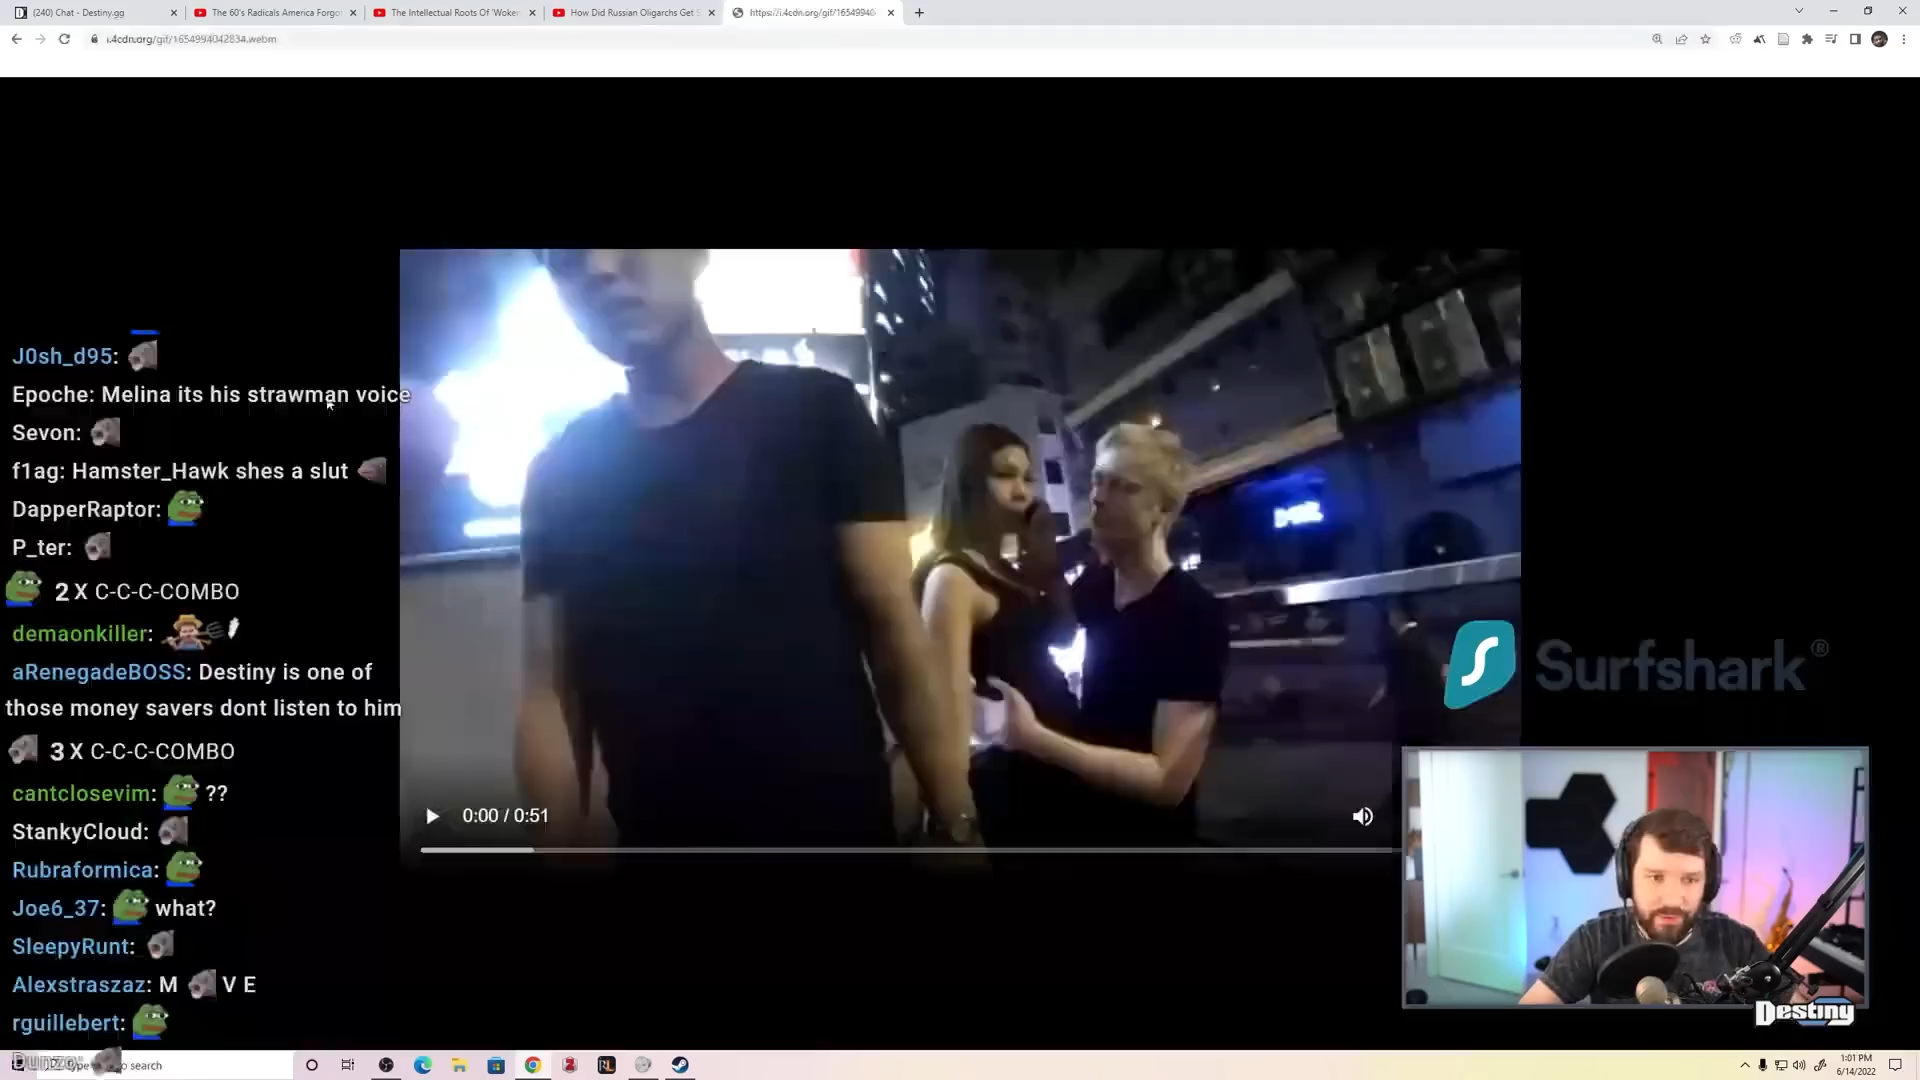 (240) Chat - Destiny.gg
The 60's Radicals America Forgo
The Intellectual Roots Of 'Woken
How Did Russian Oligarchs Get S
https://i.4cdn.org/gif/16549940
i.4cdn.org/gif/1654994042834.webm
J0sh_d95:
Epoche: Melina its his strawman voice
Sevon:
f1ag: Hamster_Hawk shes a slut
DapperRaptor:
P_ter:
2 X C-C-C-COMBO
demaonkiller:
aRenegadeBOSS: Destiny is one of
those money savers dont listen to him
3 X C-C-C-COMBO
cantclosevim: ??
StankyCloud:
Rubraformica:
Joe6_37: what?
SleepyRunt:
Alexstraszaz: M V E
rguillebert:
0:00 / 0:51
Surfshark®
Destiny
to search
1:01 PM
6/14/2022